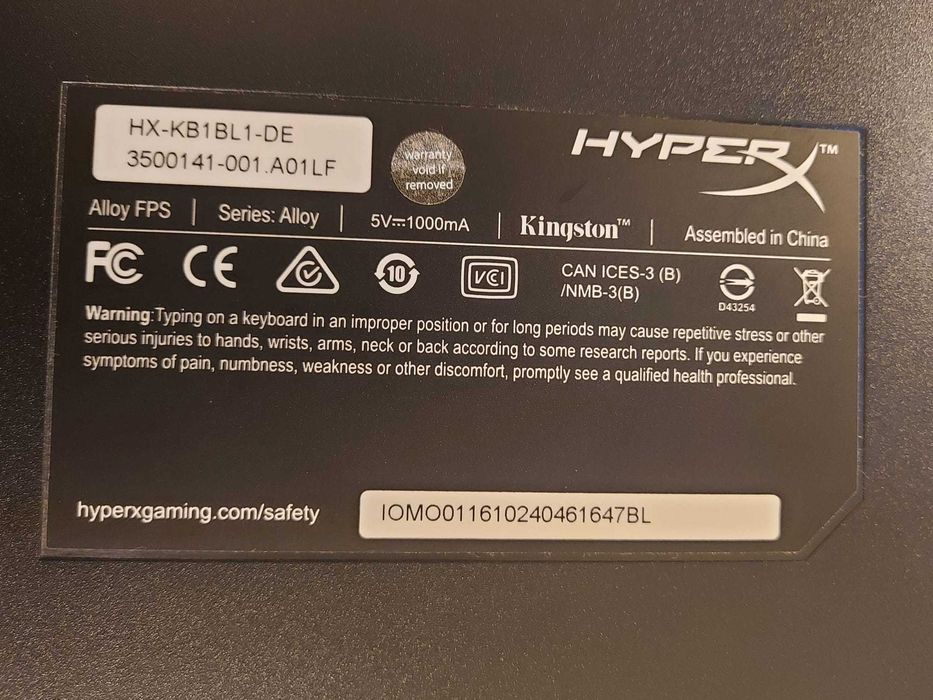 HX-KB1BL1-DE
3500141-001.A01LF
warranty
void if
removed
HYPERX™
Alloy FPS | Series: Alloy | 5V⎓1000mA | Kingston™ | Assembled in China
FC CE 10 VCI CAN ICES-3 (B)
/NMB-3(B)
D43254
Warning:Typing on a keyboard in an improper position or for long periods may cause repetitive stress or other
serious injuries to hands, wrists, arms, neck or back according to some research reports. If you experience
symptoms of pain, numbness, weakness or other discomfort, promptly see a qualified health professional.
hyperxgaming.com/safety
IOMO011610240461647BL